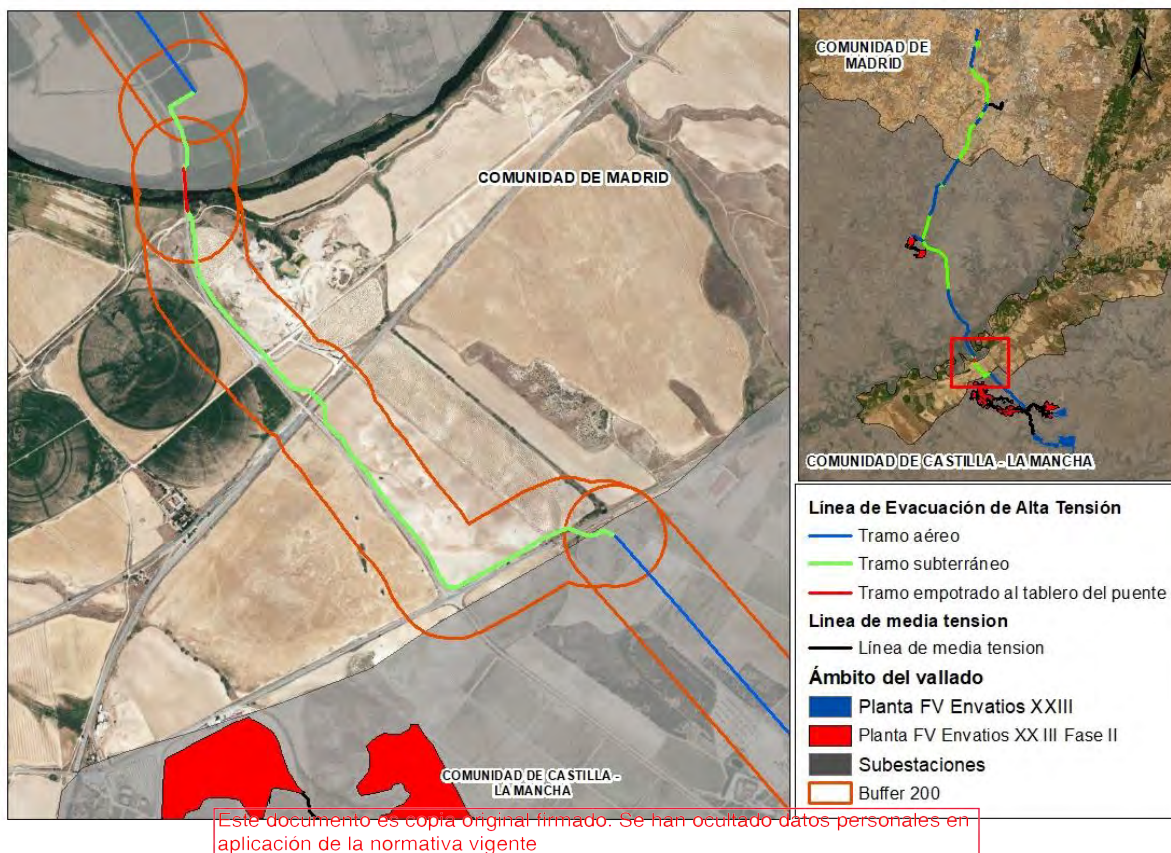 COMUNIDAD DE MADRID
COMUNIDAD DE CASTILLA -
LA MANCHA
COMUNIDAD DE
MADRID
N
COMUNIDAD DE CASTILLA - LA MANCHA
Línea de Evacuación de Alta Tensión
Tramo aéreo
Tramo subterráneo
Tramo empotrado al tablero del puente
Linea de media tension
Línea de media tension
Ámbito del vallado
Planta FV Envatios XXIII
Planta FV Envatios XX III Fase II
Subestaciones
Buffer 200
Este documento es copia original firmado. Se han ocultado datos personales en
aplicación de la normativa vigente